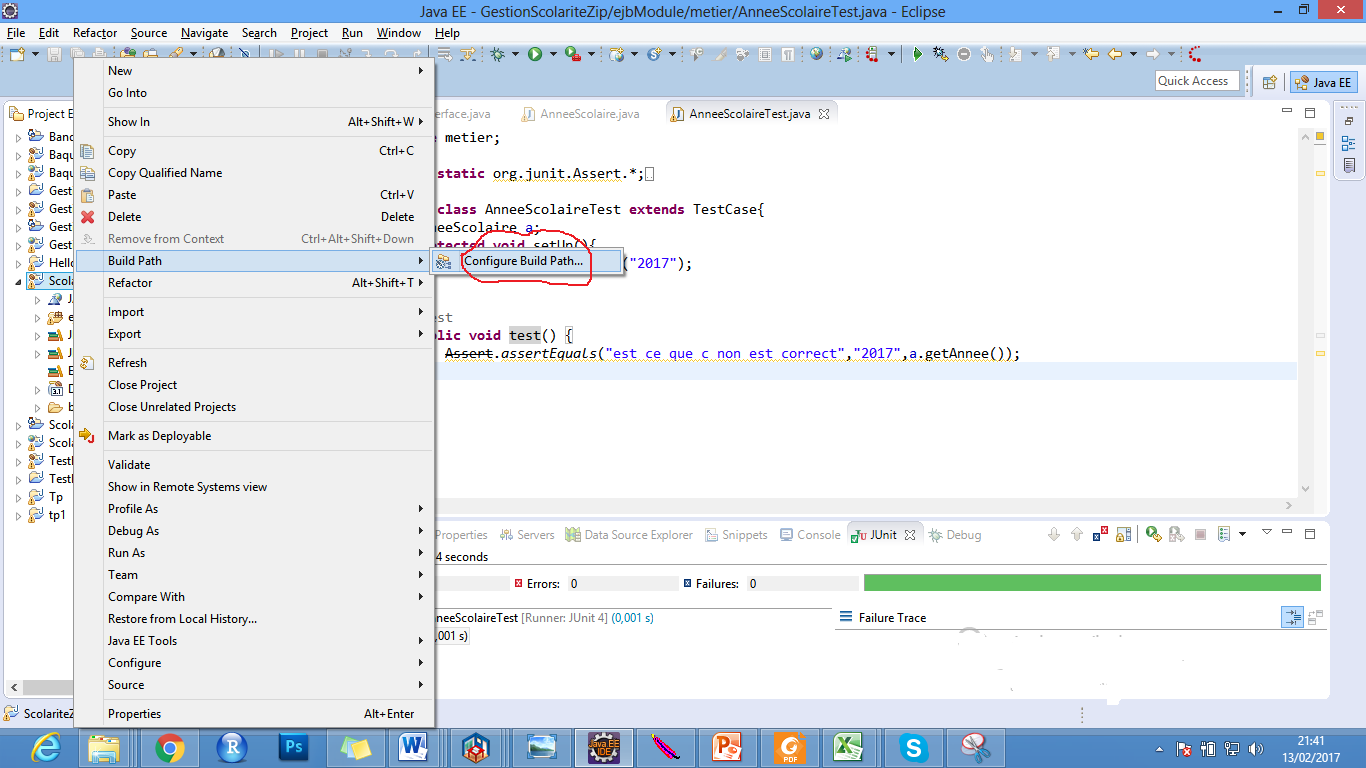 Java EE - GestionScolariteZip/ejbModule/metier/AnneeScolaireTest.java - Eclipse
File Edit Refactor Source Navigate Search Project Run Window Help
Quick Access
Java EE
Project E
Banc
Baqu
Baqu
Gest
Gest
Gest
Gest
Hello
Scola
J
e
J
J
E
D
b
Scola
Scola
Test
Test
Tp
tp1
New
Go Into
Show In Alt+Shift+W
Copy Ctrl+C
Copy Qualified Name
Paste Ctrl+V
Delete Delete
Remove from Context Ctrl+Alt+Shift+Down
Build Path
Refactor Alt+Shift+T
Import
Export
Refresh
Close Project
Close Unrelated Projects
Mark as Deployable
Validate
Show in Remote Systems view
Profile As
Debug As
Run As
Team
Compare With
Restore from Local History...
Java EE Tools
Configure
Source
Properties Alt+Enter
Configure Build Path...
erface.java AnneeScolaire.java AnneeScolaireTest.java
e metier;
static org.junit.Assert.*;
class AnneeScolaireTest extends TestCase{
neeScolaire a;
tected void setUp(){
("2017");
est
lic void test() {
Assert.assertEquals("est ce que c non est correct","2017",a.getAnnee());
Properties Servers Data Source Explorer Snippets Console JUnit Debug
4 seconds
Errors: 0 Failures: 0
neeScolaireTest [Runner: JUnit 4] (0,001 s)
,001 s)
Failure Trace
ScolariteZ
21:41
13/02/2017